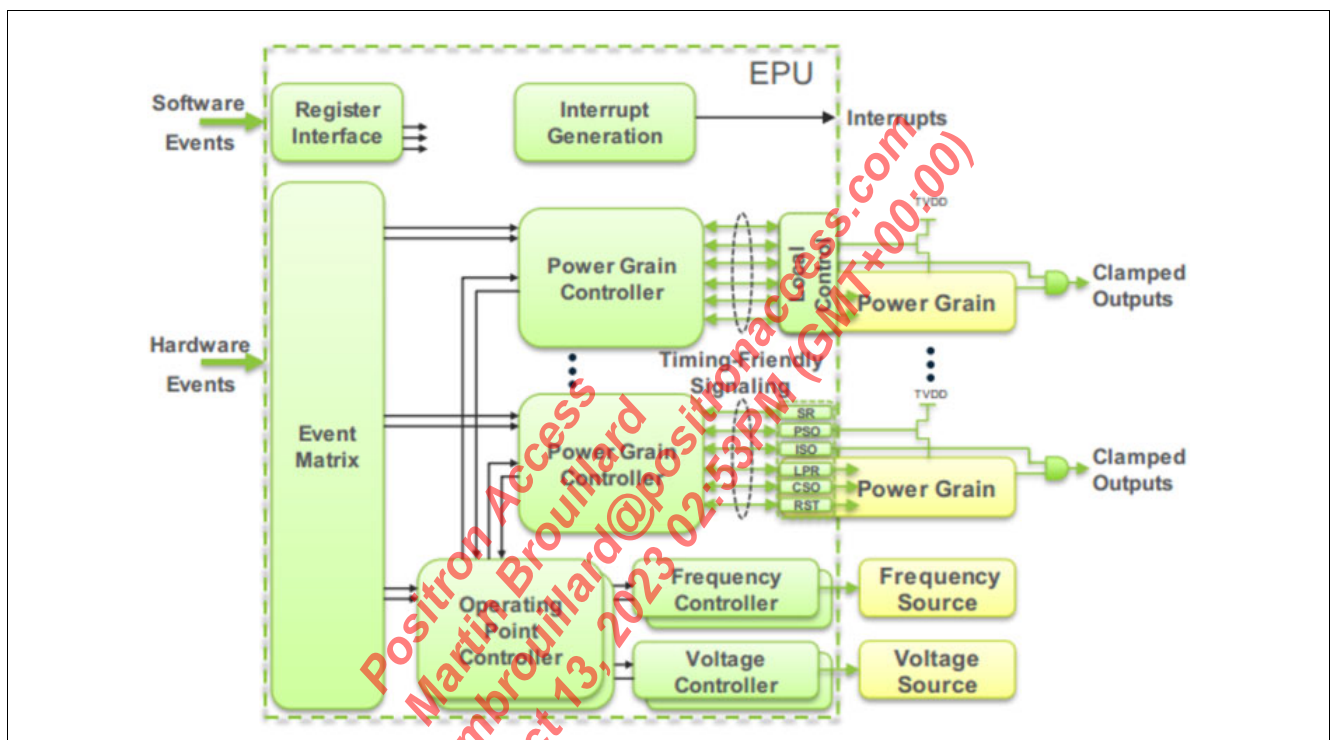 EPU
Software
Events
Register
Interface
Interrupt
Generation
Interrupts
TVDD
Power Grain
Controller
Local
Control
Power Grain
Clamped
Outputs
Hardware
Events
Timing-Friendly
Signaling
TVDD
Event
Matrix
Power Grain
Controller
SR
PSO
ISO
LPR
CSO
RST
Power Grain
Clamped
Outputs
Operating
Point
Controller
Frequency
Controller
Frequency
Source
Voltage
Controller
Voltage
Source
Positron Access
Martin Brouillard
mbrouillard@positronaccess.com
ct 13, 2023 02:53PM (GMT+00:00)